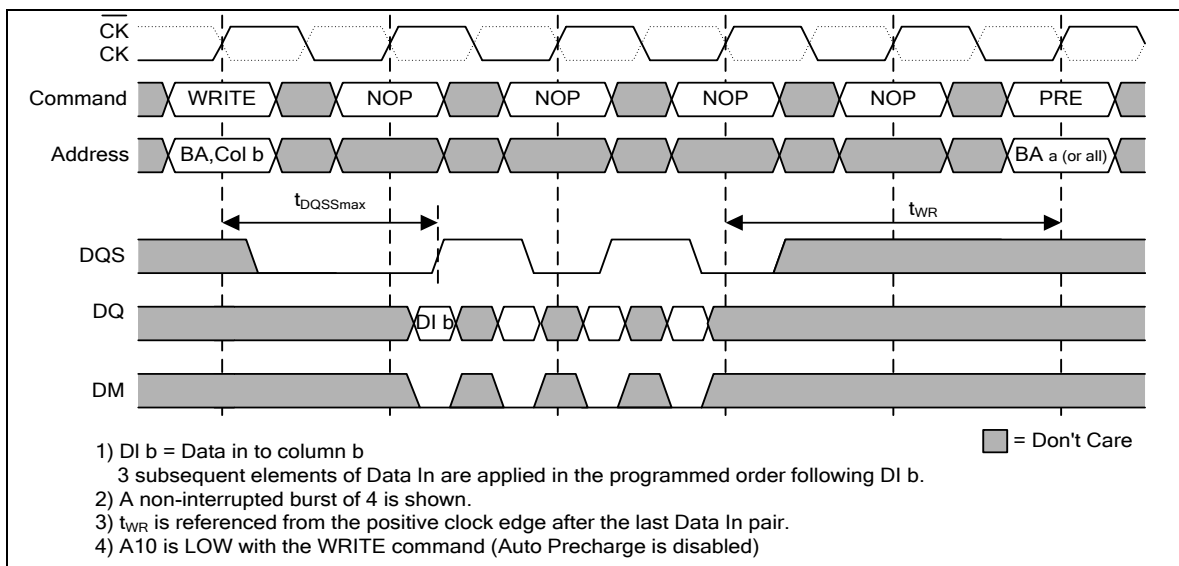 CK
CK
Command WRITE NOP NOP NOP NOP PRE
Address BA,Col b BA a (or all)
tDQSSmax tWR
DQS
DQ DI b
DM
1) DI b = Data in to column b
3 subsequent elements of Data In are applied in the programmed order following DI b.
2) A non-interrupted burst of 4 is shown.
3) tWR is referenced from the positive clock edge after the last Data In pair.
4) A10 is LOW with the WRITE command (Auto Precharge is disabled)
= Don't Care